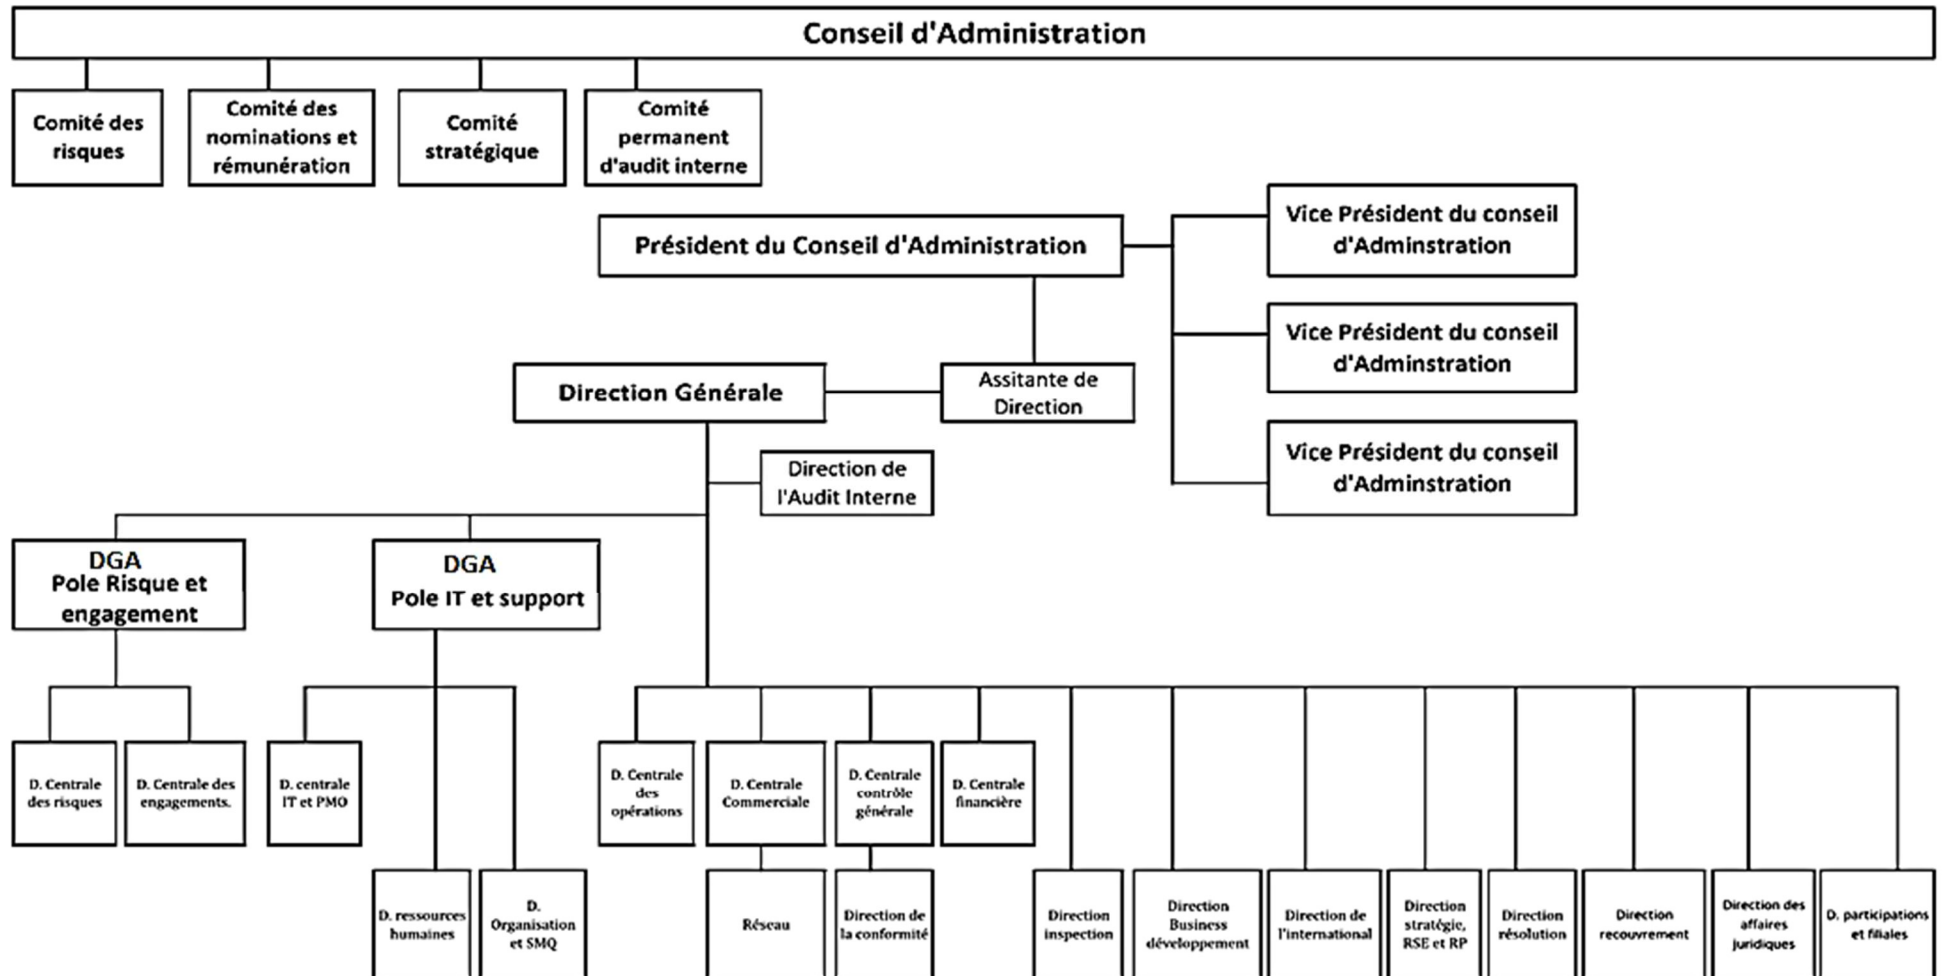 Conseil d'Administration
Comité des
risques
Comité des
nominations et
rémunération
Comité
stratégique
Comité
permanent
d'audit interne
Président du Conseil d'Administration
Vice Président du conseil
d'Adminstration
Vice Président du conseil
d'Adminstration
Vice Président du conseil
d'Adminstration
Direction Générale
Assitante de
Direction
Direction de
l'Audit Interne
DGA
Pole Risque et
engagement
DGA
Pole IT et support
D. Centrale
des risques
D. Centrale des
engagements.
D. centrale
IT et PMO
D. Centrale
des
opérations
D. Centrale
Commerciale
D. Centrale
contrôle
générale
D. Centrale
financière
D. ressources
humaines
D.
Organisation
et SMQ
Réseau
Direction de
la conformité
Direction
inspection
Direction
Business
développement
Direction de
l'international
Direction
stratégie,
RSE et RP
Direction
résolution
Direction
recouvrement
Direction des
affaires
juridiques
D. participations
et filiales